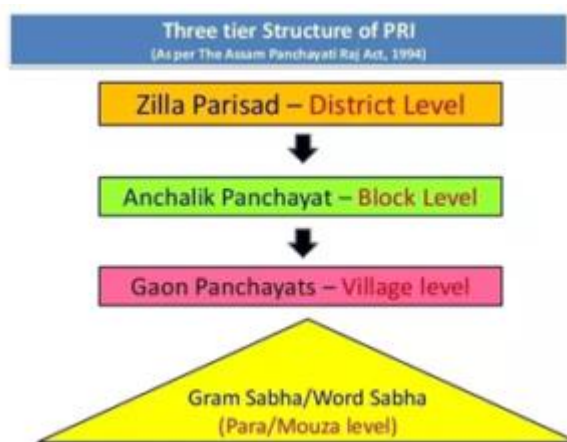 Three tier Structure of PRI
(As per The Assam Panchayati Raj Act, 1994)
Zilla Parisad – District Level
Anchalik Panchayat – Block Level
Gaon Panchayats – Village level
Gram Sabha/Word Sabha
(Para/Mouza level)